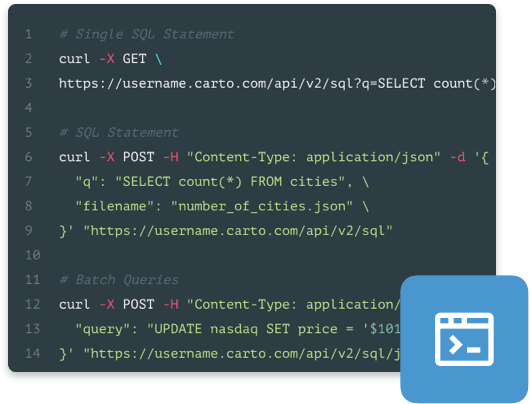 1 # Single SQL Statement
2 curl -X GET \
3 https://username.carto.com/api/v2/sql?q=SELECT count(*)
4
5 # SQL Statement
6 curl -X POST -H "Content-Type: application/json" -d '{
7 "q": "SELECT count(*) FROM cities", \
8 "filename": "number_of_cities.json" \
9 }' "https://username.carto.com/api/v2/sql"
10
11 # Batch Queries
12 curl -X POST -H "Content-Type: application/
13 "query": "UPDATE nasdaq SET price = '$101
14 }' "https://username.carto.com/api/v2/sql/j